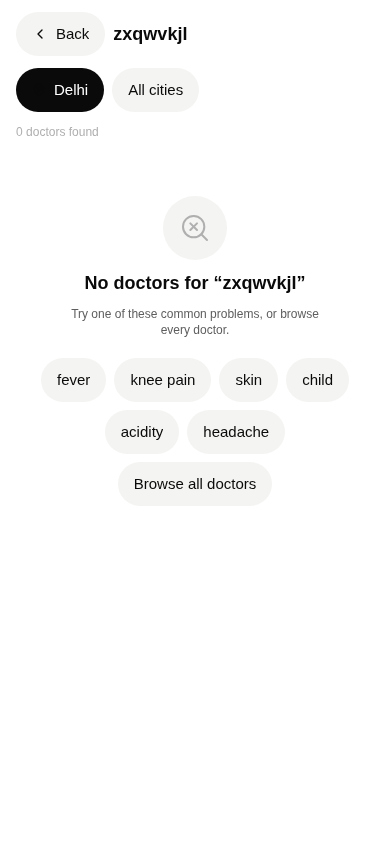 Back zxqwvkjl
Delhi All cities
0 doctors found
No doctors for “zxqwvkjl”
Try one of these common problems, or browse
every doctor.
fever knee pain skin child
acidity headache
Browse all doctors